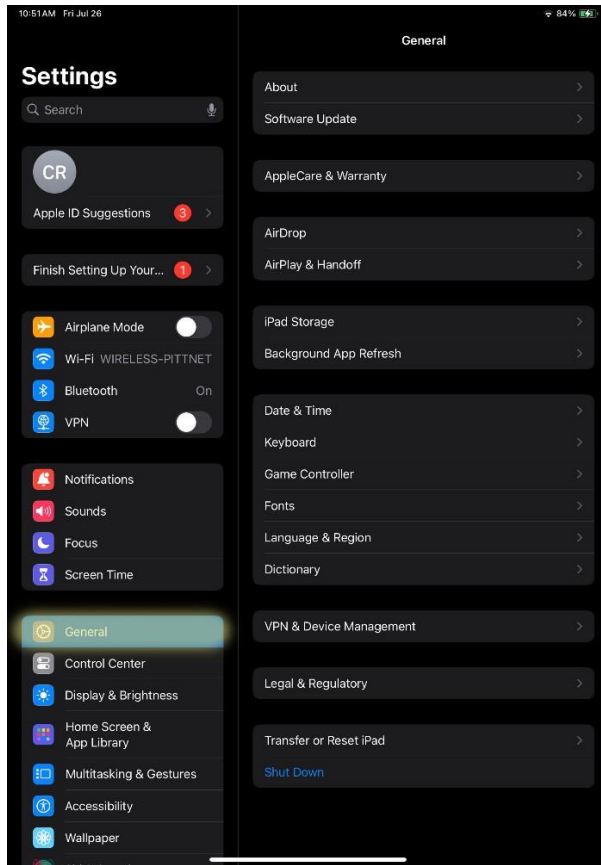 10:51AM Fri Jul 26
84%
Settings
Search
CR
Apple ID Suggestions 3
Finish Setting Up Your... 1
Airplane Mode
Wi-Fi WIRELESS-PITTNET
Bluetooth On
VPN
Notifications
Sounds
Focus
Screen Time
General
Control Center
Display & Brightness
Home Screen &
App Library
Multitasking & Gestures
Accessibility
Wallpaper
General
About
Software Update
AppleCare & Warranty
AirDrop
AirPlay & Handoff
iPad Storage
Background App Refresh
Date & Time
Keyboard
Game Controller
Fonts
Language & Region
Dictionary
VPN & Device Management
Legal & Regulatory
Transfer or Reset iPad
Shut Down